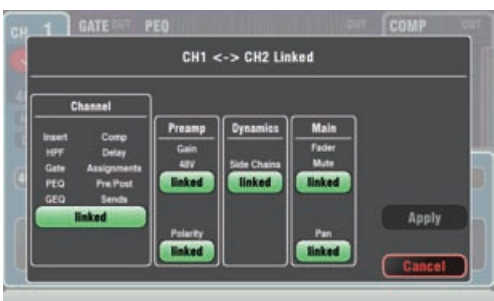 CH 1 GATE OUT PEQ OUT COMP OUT
CH1 <-> CH2 Linked
Channel
Insert Comp
HPF Delay
Gate Assignments
PEQ Pre/Post
GEQ Sends
linked
Preamp
Gain
48V
linked
Polarity
linked
Dynamics
Side Chains
linked
Main
Fader
Mute
linked
Pan
linked
Apply
Cancel